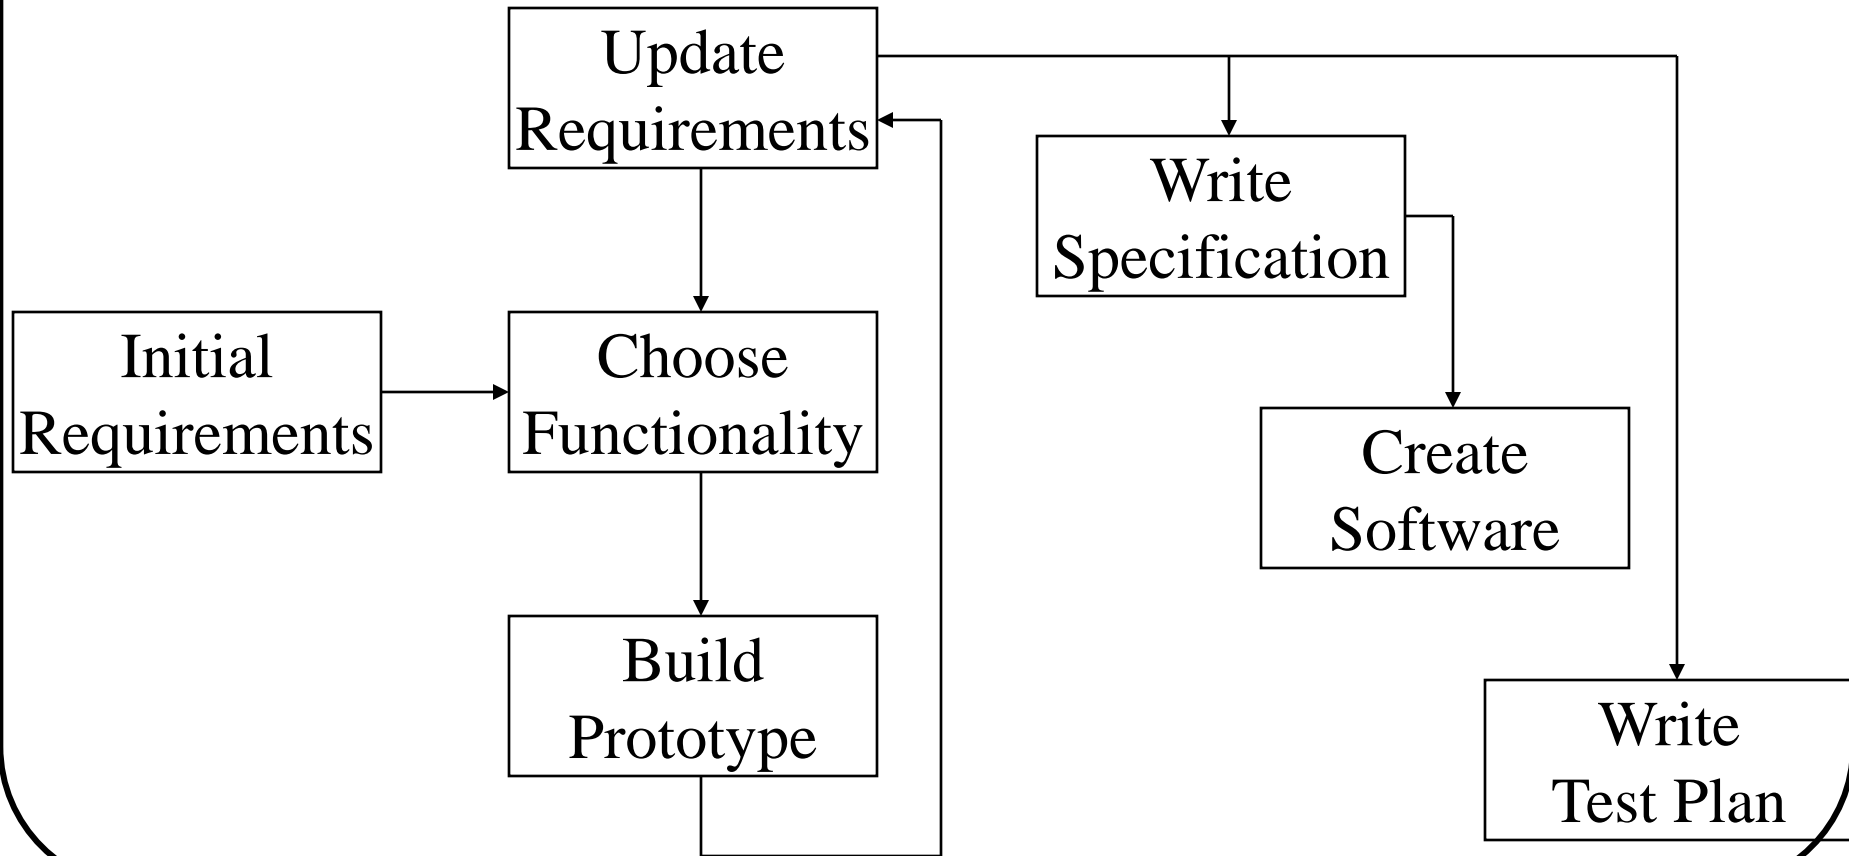 Update
Requirements
Write
Specification
Initial
Requirements
Choose
Functionality
Create
Software
Build
Prototype
Write
Test Plan